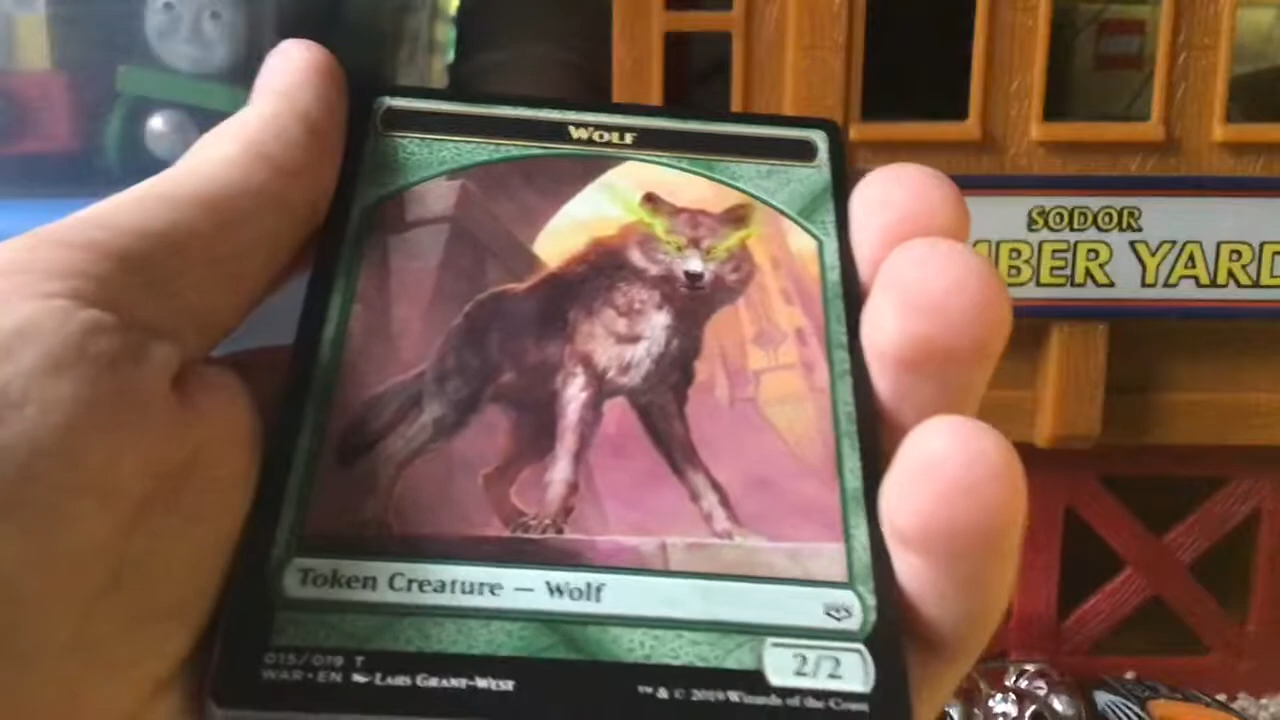 WOLF
SODOR
MBER YARD
Token Creature — Wolf
2/2
015/019 T
WAR • EN Lars Grant-West
™ & © 2019 Wizards of the Coast